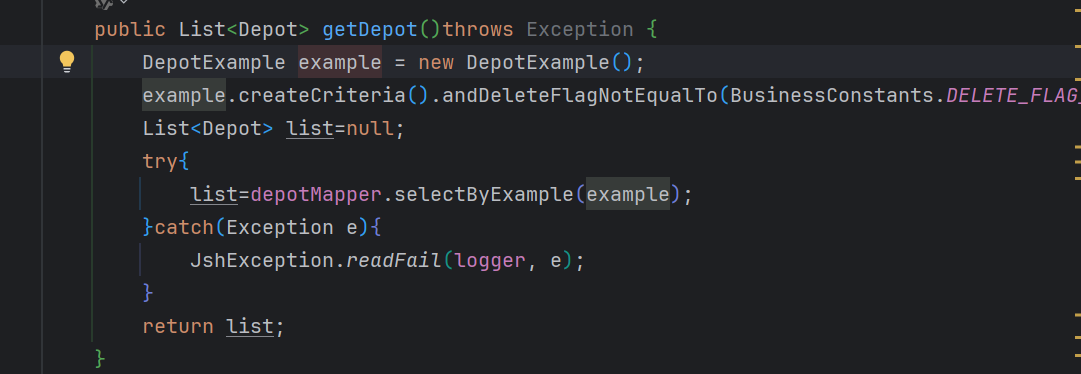 public List<Depot> getDepot()throws Exception {
DepotExample example = new DepotExample();
example.createCriteria().andDeleteFlagNotEqualTo(BusinessConstants.DELETE_FLAG_
List<Depot> list=null;
try{
list=depotMapper.selectByExample(example);
}catch(Exception e){
JshException.readFail(logger, e);
}
return list;
}